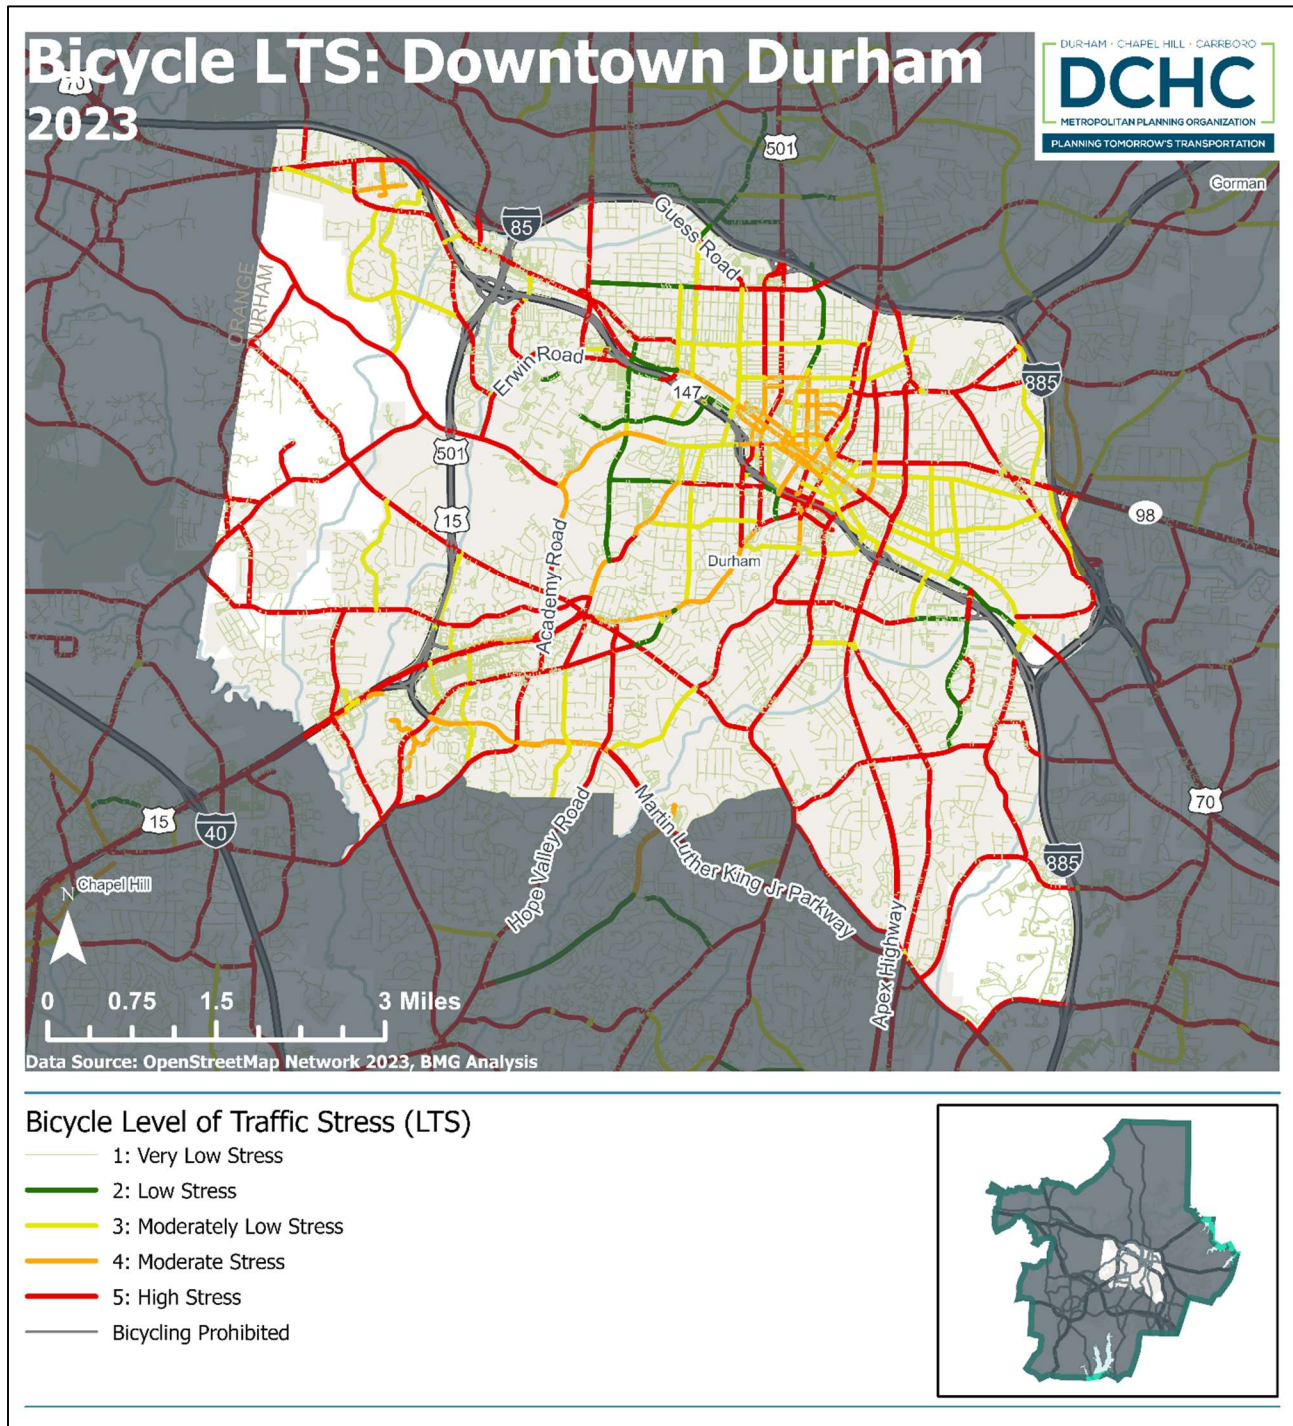 Bicycle LTS: Downtown Durham
70
2023
DURHAM · CHAPEL HILL · CARRBORO
DCHC
METROPOLITAN PLANNING ORGANIZATION
PLANNING TOMORROW'S TRANSPORTATION
501
Gorman
Guess Road
85
ORANGE
DURHAM
Erwin Road
885
147
501
15
98
Academy Road
Durham
70
15
40
Hope Valley Road
Martin Luther King Jr Parkway
885
Chapel Hill
N
Apex Highway
0 0.75 1.5 3 Miles
Data Source: OpenStreetMap Network 2023, BMG Analysis
Bicycle Level of Traffic Stress (LTS)
1: Very Low Stress
2: Low Stress
3: Moderately Low Stress
4: Moderate Stress
5: High Stress
Bicycling Prohibited